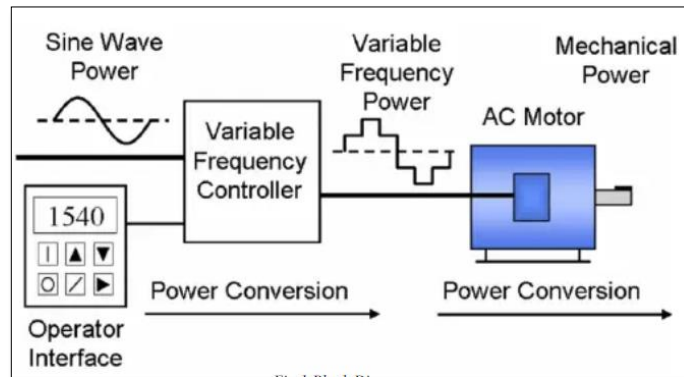 Sine Wave
Power
Variable
Frequency
Power
Mechanical
Power
AC Motor
Variable
Frequency
Controller
1540
Power Conversion
Power Conversion
Operator
Interface